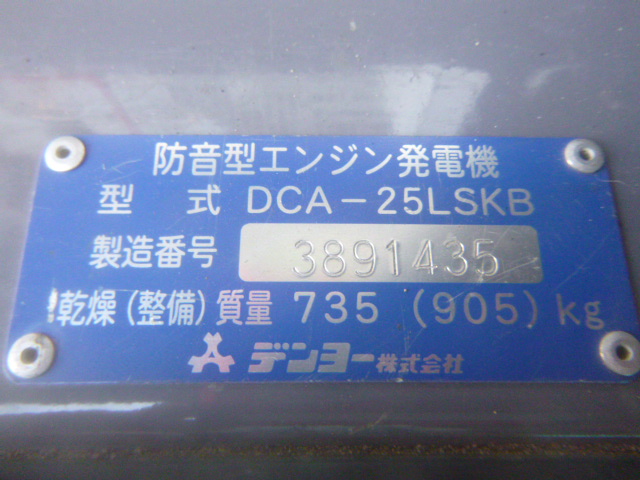 防音型エンジン発電機
型 式 DCA-25LSKB
製造番号 3891435
乾燥(整備)質量 735 (905) kg
デンヨー株式会社